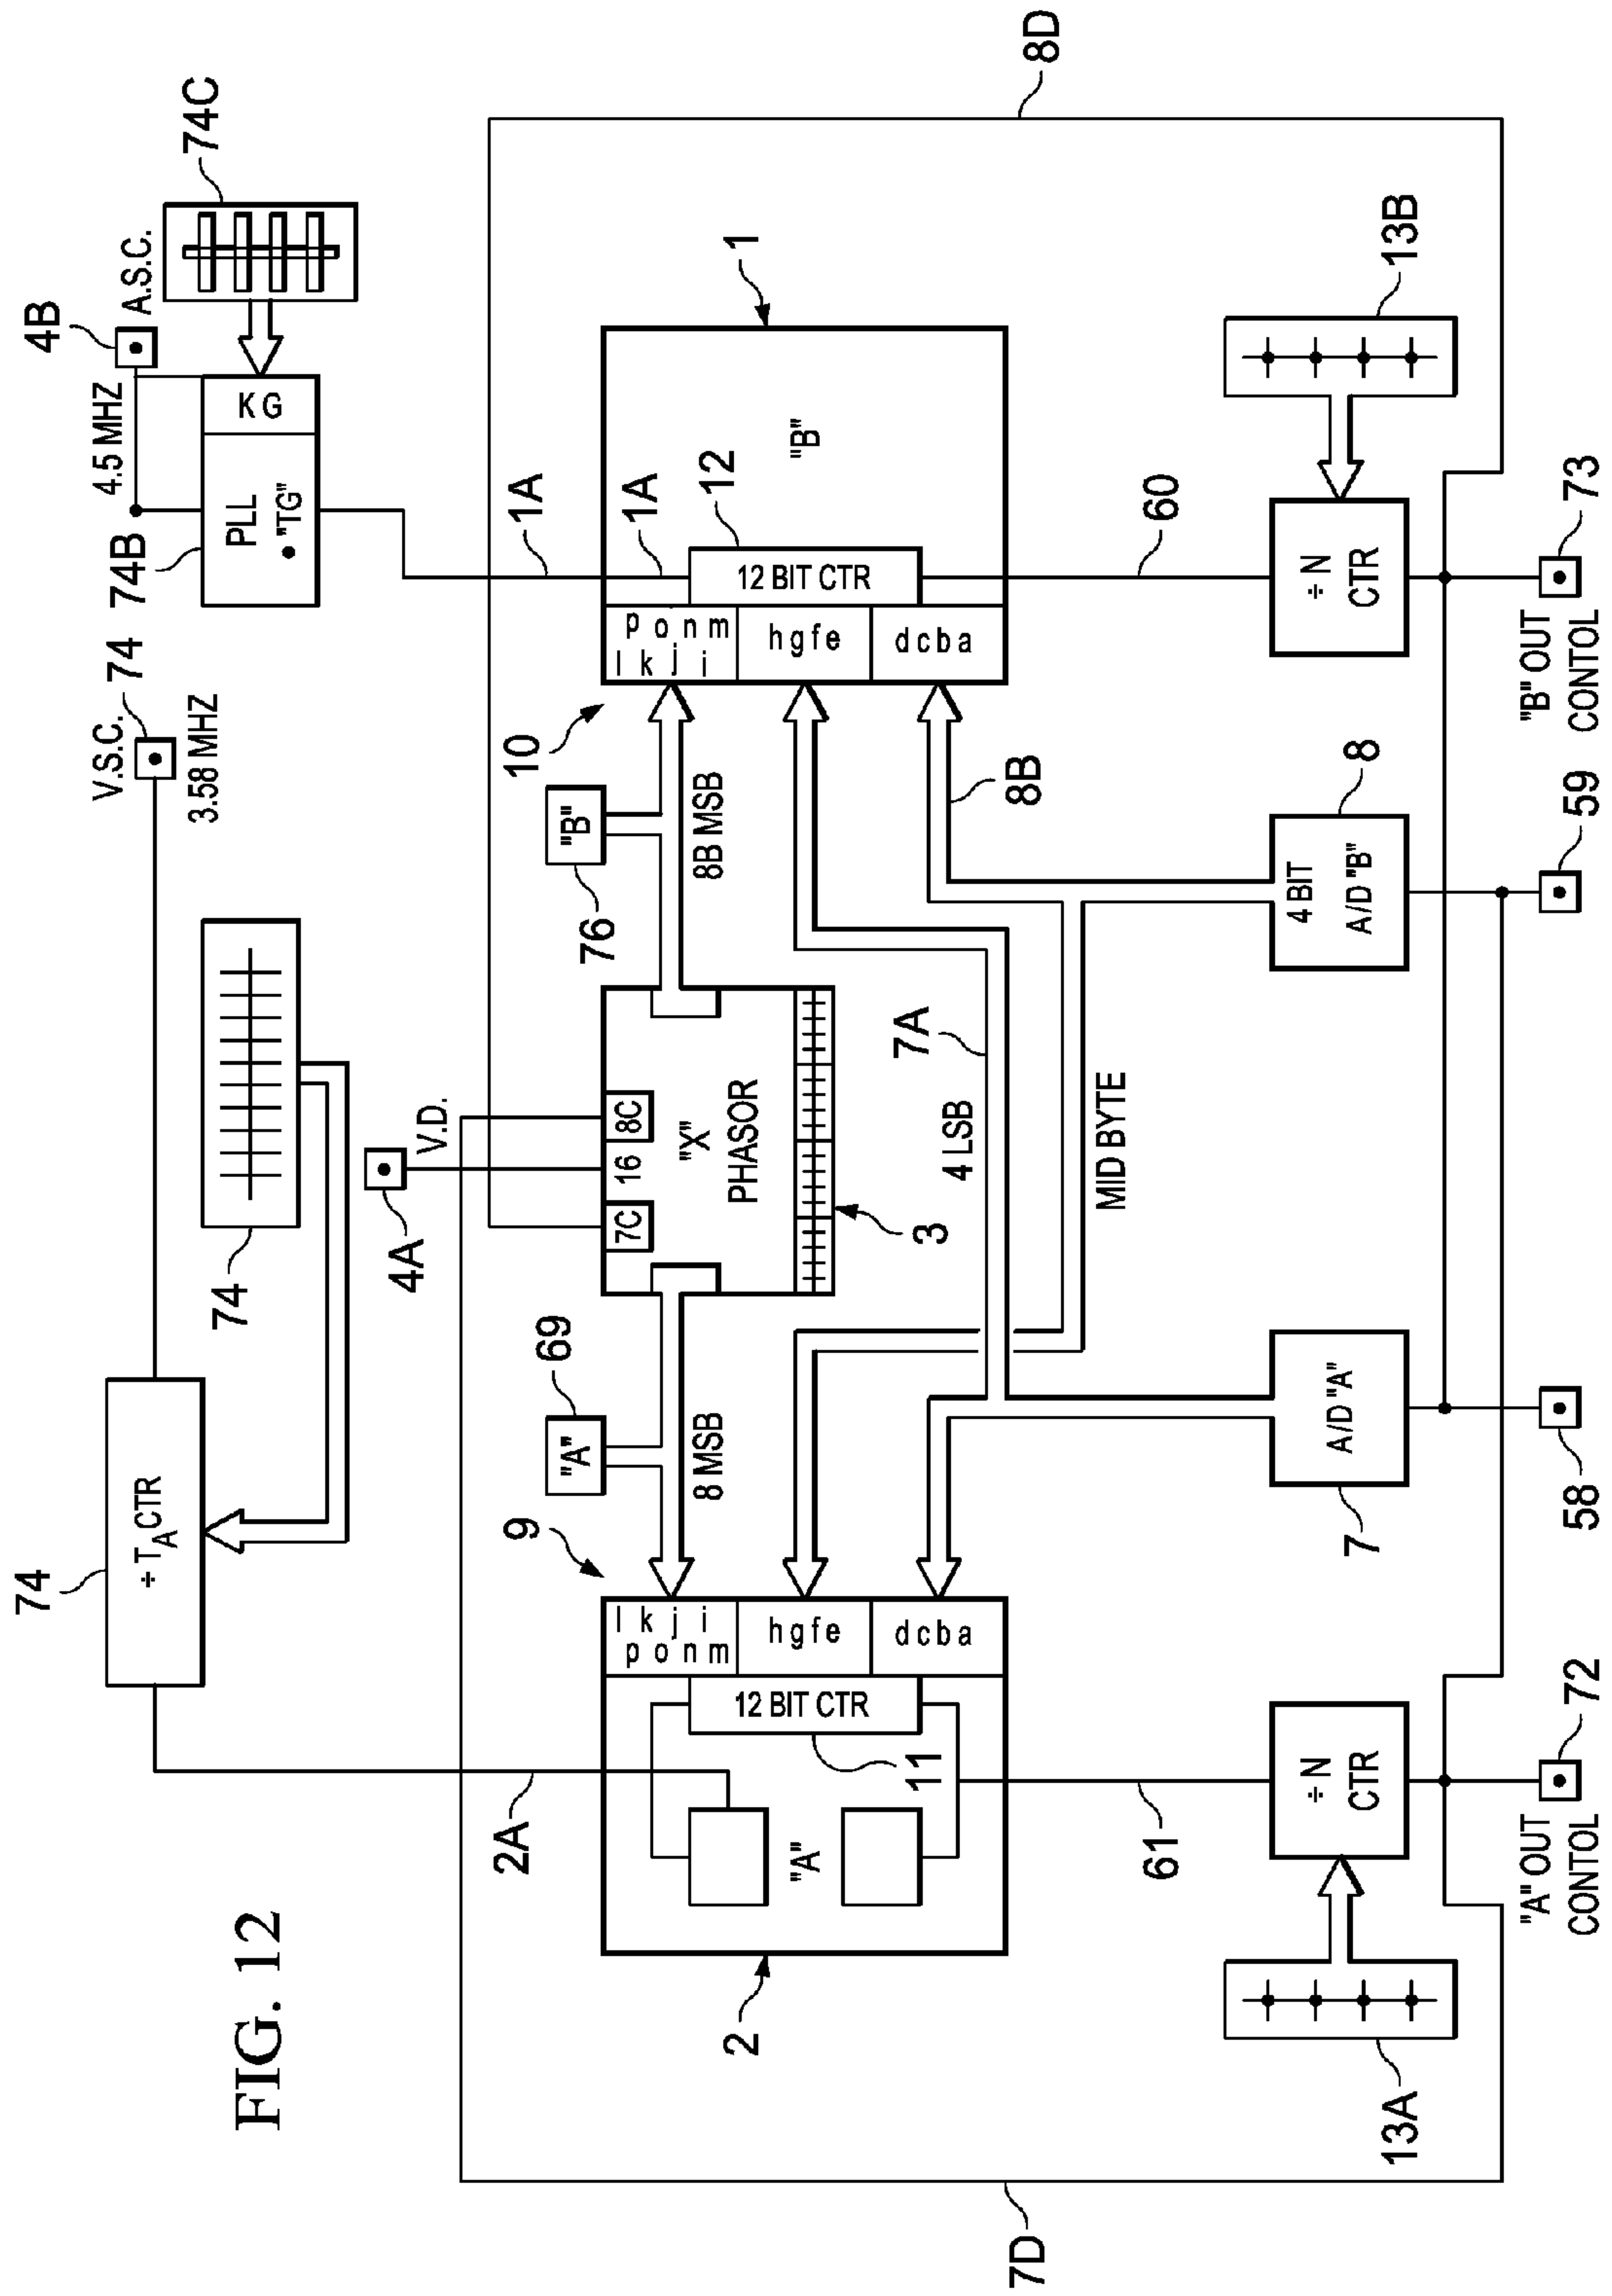 FIG. 12
74
÷T_A CTR
74
V.S.C.
74
3.58 MHZ
74B
4B
4.5 MHZ
A.S.C.
74C
PLL
• "TG"
KG
4A
V.D.
2A
1A
1A
9
"A"
69
7C
16
8C
"X"
PHASOR
3
"B"
76
10
8 MSB
8B MSB
2
"A"
11
12 BIT CTR
l k j i
p o n m
h g f e
d c b a
p o n m
l k j i
h g f e
d c b a
12 BIT CTR
12
"B"
1
4 LSB
7A
8B
MID BYTE
61
60
13A
÷N
CTR
7
A/D "A"
4 BIT
A/D "B"
8
÷N
CTR
13B
7D
8D
"A" OUT
CONTOL
72
58
59
"B" OUT
CONTOL
73